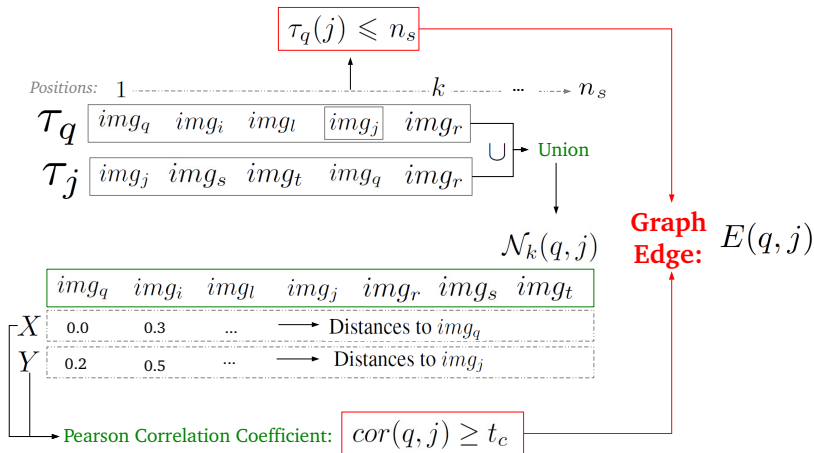 τ_q(j) ⩽ n_s
Positions: 1 k ... n_s
τ_q img_q img_i img_l img_j img_r
∪ Union
τ_j img_j img_s img_t img_q img_r
Graph Edge: E(q, j)
𝒩_k(q, j)
img_q img_i img_l img_j img_r img_s img_t
X 0.0 0.3 ... Distances to img_q
Y 0.2 0.5 ... Distances to img_j
Pearson Correlation Coefficient: cor(q, j) ≥ t_c